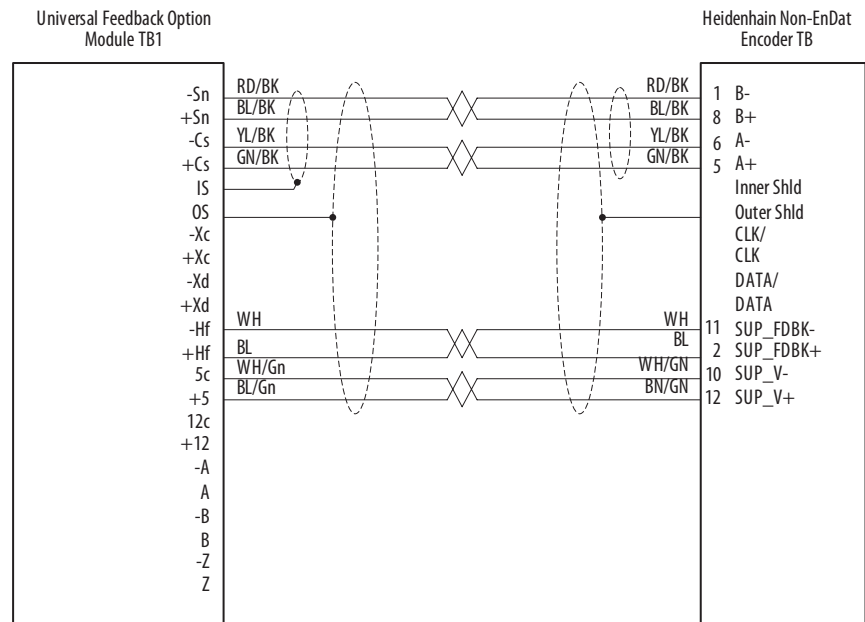 Universal Feedback Option
Module TB1
Heidenhain Non-EnDat
Encoder TB
-Sn RD/BK RD/BK 1 B-
+Sn BL/BK BL/BK 8 B+
-Cs YL/BK YL/BK 6 A-
+Cs GN/BK GN/BK 5 A+
IS Inner Shld
OS Outer Shld
-Xc CLK/
+Xc CLK
-Xd DATA/
+Xd DATA
-Hf WH WH 11 SUP_FDBK-
+Hf BL BL 2 SUP_FDBK+
5c WH/Gn WH/GN 10 SUP_V-
+5 BL/Gn BN/GN 12 SUP_V+
12c
+12
-A
A
-B
B
-Z
Z